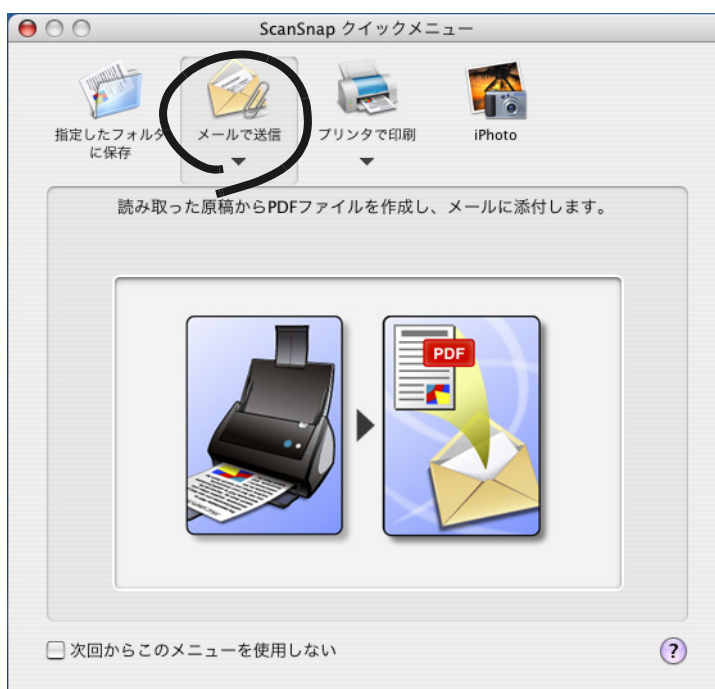 ScanSnap クイックメニュー
指定したフォルダ
に保存
メールで送信
プリンタで印刷
iPhoto
読み取った原稿からPDFファイルを作成し、メールに添付します。
PDF
次回からこのメニューを使用しない
?